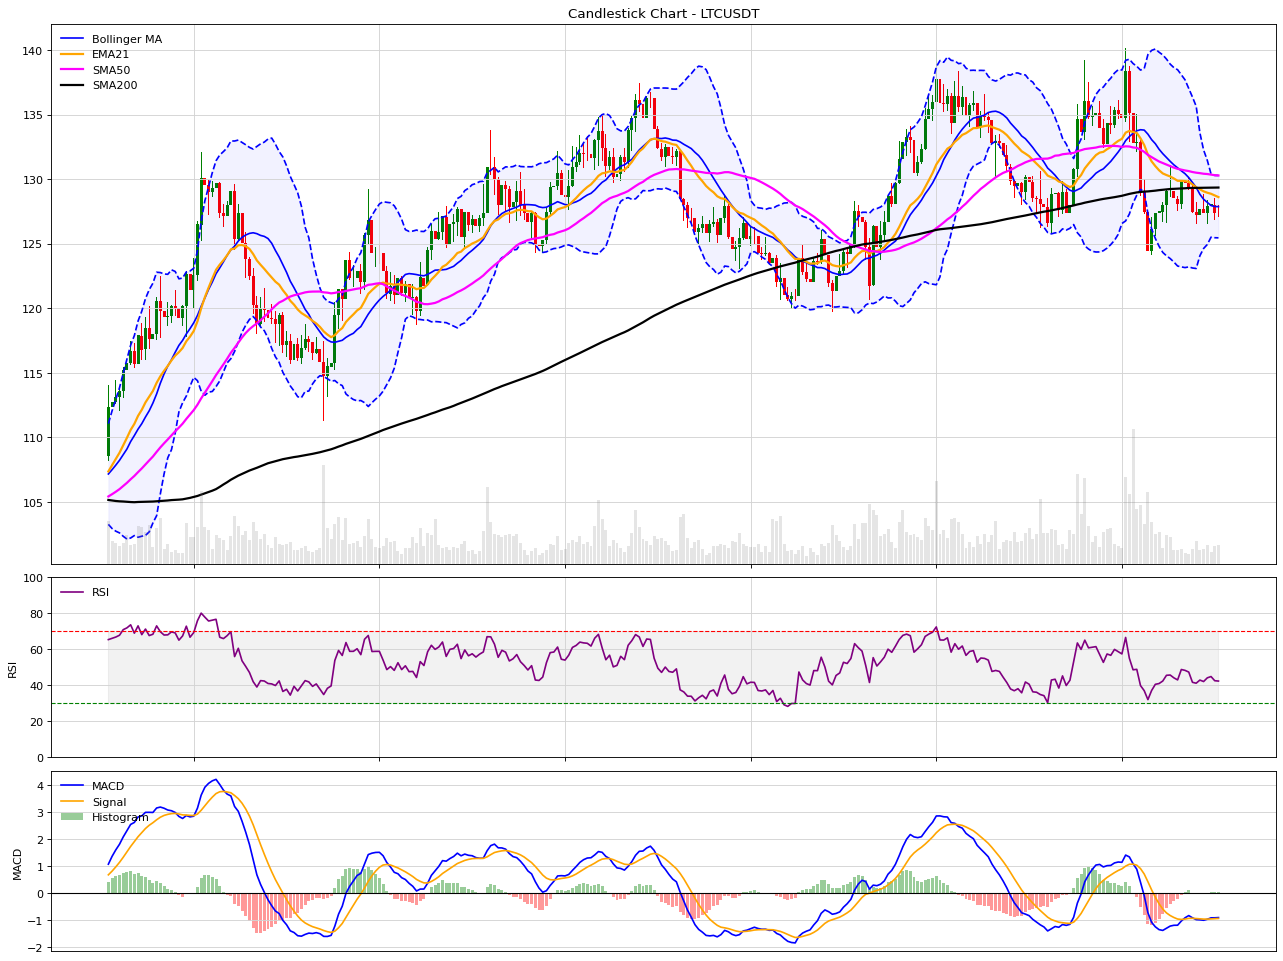 Candlestick Chart - LTCUSDT
Bollinger MA
EMA21
SMA50
SMA200
140
135
130
125
120
115
110
105
RSI
100
80
60
40
20
0
RSI
MACD
Signal
Histogram
4
3
2
1
0
−1
−2
MACD